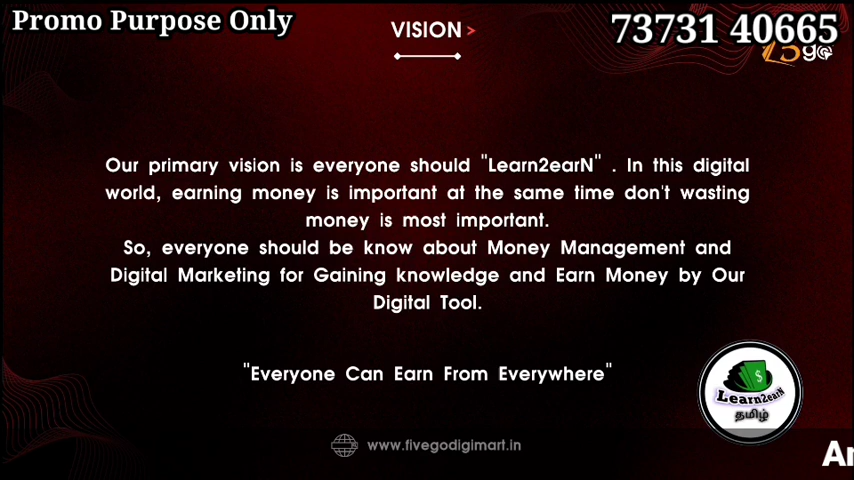 Promo Purpose Only
VISION >
73731 40665
Our primary vision is everyone should "Learn2earN" . In this digital
world, earning money is important at the same time don't wasting
money is most important.
So, everyone should be know about Money Management and
Digital Marketing for Gaining knowledge and Earn Money by Our
Digital Tool.
"Everyone Can Earn From Everywhere"
Learn2earN
தமிழ்
www.fivegodigimart.in